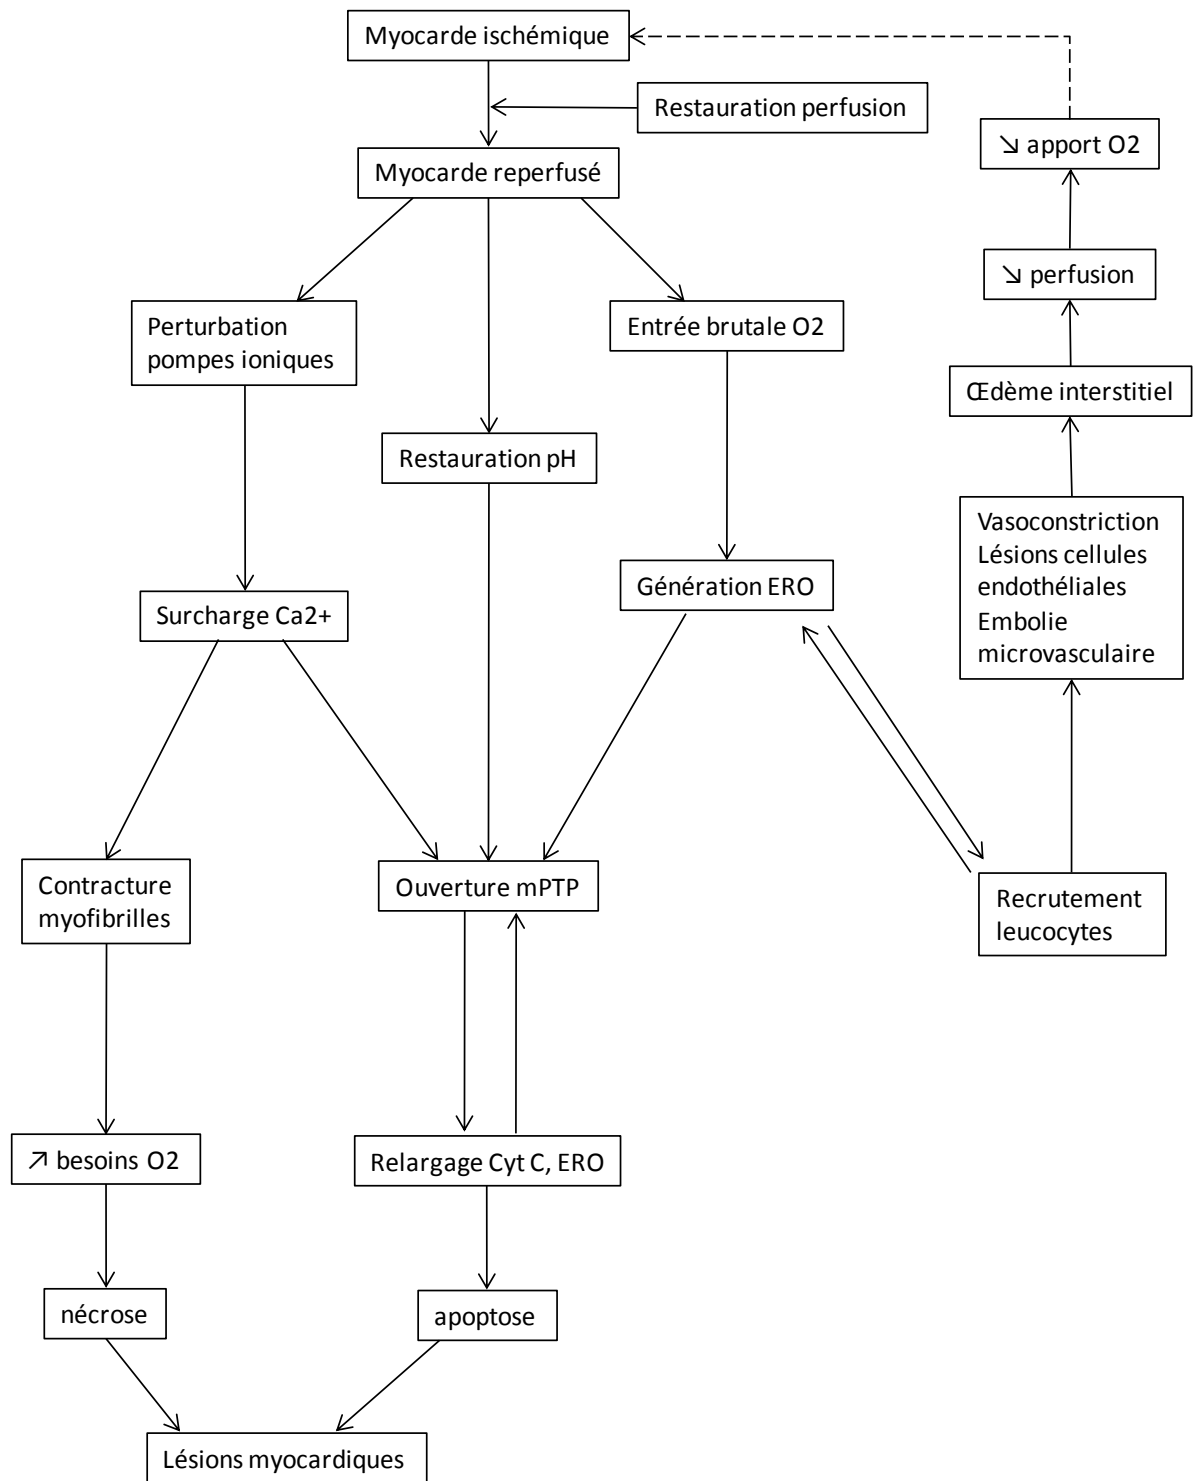 Myocarde ischémique
Restauration perfusion
↘ apport O2
Myocarde reperfusé
↘ perfusion
Perturbation
pompes ioniques
Entrée brutale O2
Œdème interstitiel
Restauration pH
Vasoconstriction
Lésions cellules
endothéliales
Embolie
microvasculaire
Génération ERO
Surcharge Ca2+
Contracture
myofibrilles
Ouverture mPTP
Recrutement
leucocytes
↗ besoins O2
Relargage Cyt C, ERO
nécrose
apoptose
Lésions myocardiques